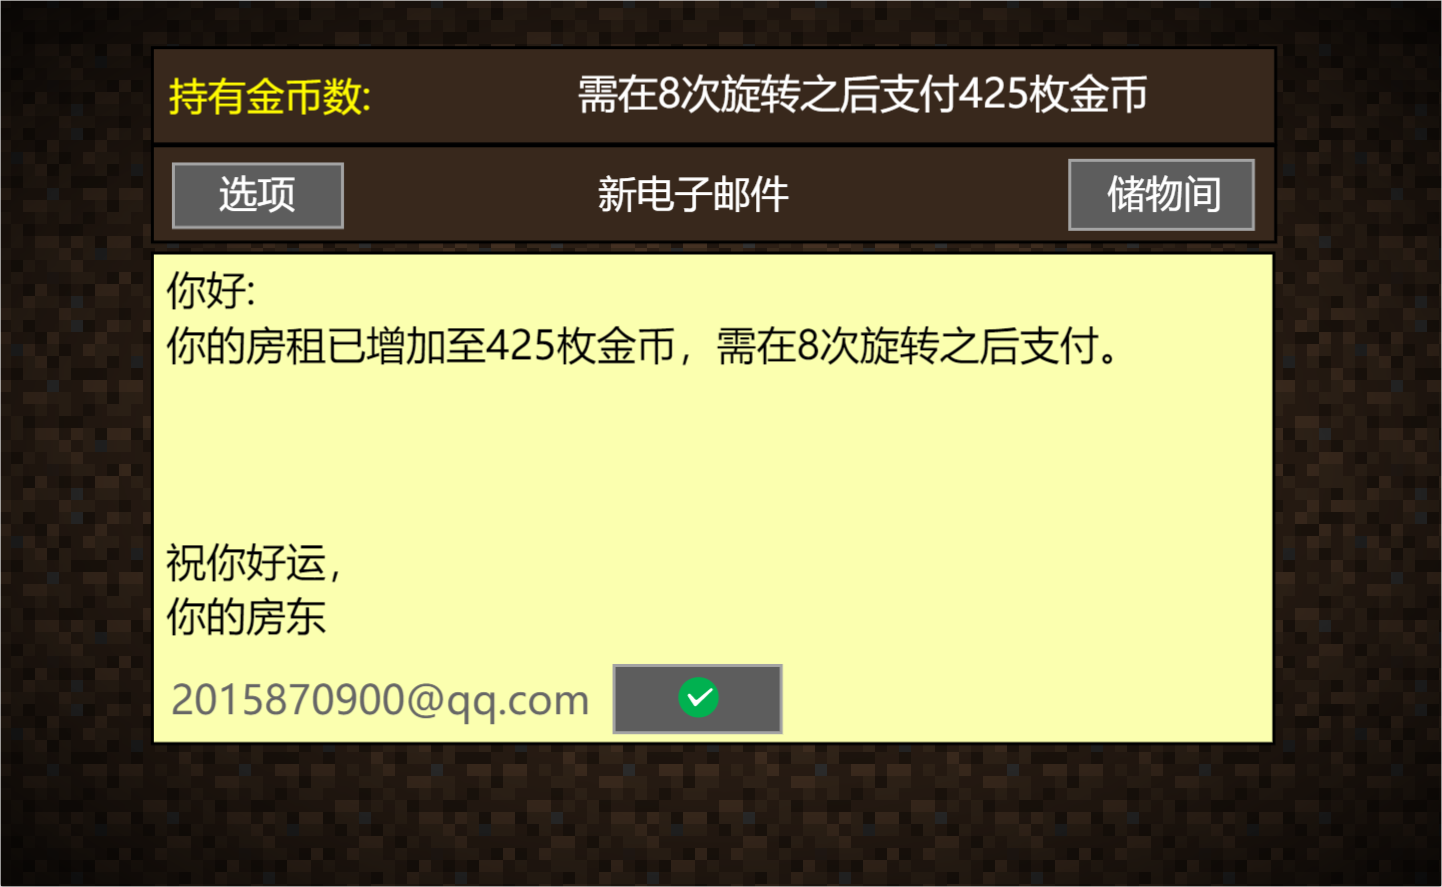 持有金币数:
需在8次旋转之后支付425枚金币
选项
新电子邮件
储物间
你好:
你的房租已增加至425枚金币，需在8次旋转之后支付。
祝你好运，
你的房东
2015870900@qq.com